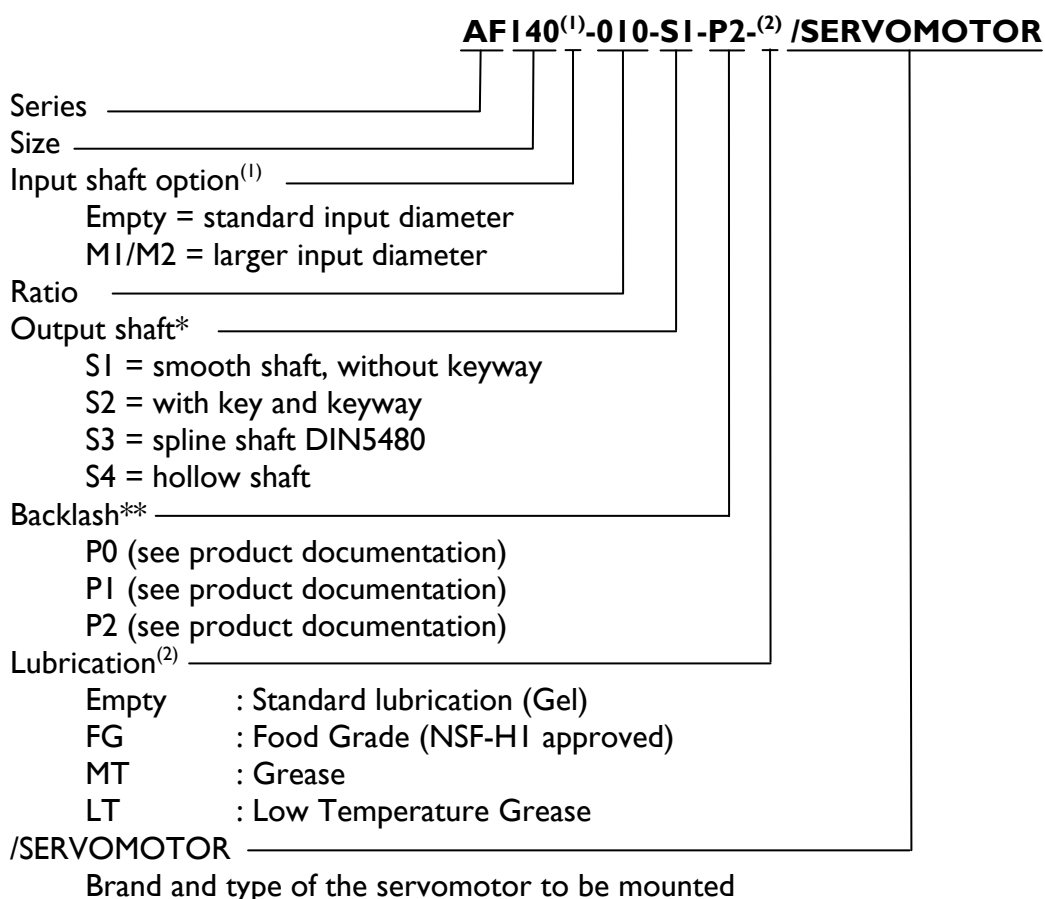 AF140(1)-010-S1-P2-(2) /SERVOMOTOR
Series
Size
Input shaft option(1)
Empty = standard input diameter
M1/M2 = larger input diameter
Ratio
Output shaft*
S1 = smooth shaft, without keyway
S2 = with key and keyway
S3 = spline shaft DIN5480
S4 = hollow shaft
Backlash**
P0 (see product documentation)
P1 (see product documentation)
P2 (see product documentation)
Lubrication(2)
Empty : Standard lubrication (Gel)
FG : Food Grade (NSF-H1 approved)
MT : Grease
LT : Low Temperature Grease
/SERVOMOTOR
Brand and type of the servomotor to be mounted